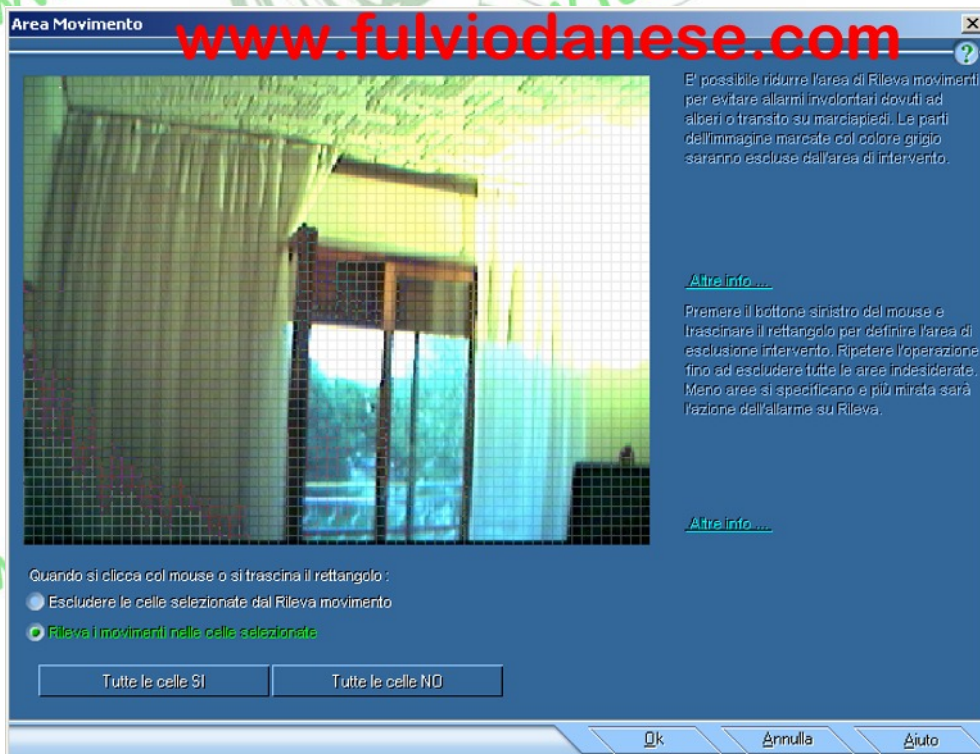 Area Movimento
www.fulviodanese.com
E' possibile ridurre l'area di Rileva movimenti
per evitare allarmi involontari dovuti ad
alberi o transito su marciapiedi. Le parti
dell'immagine marcate col colore grigio
saranno escluse dall'area di intervento.
Altre info ...
Premere il bottone sinistro del mouse e
trascinare il rettangolo per definire l'area di
esclusione intervento. Ripetere l'operazione
fino ad escludere tutte le aree indesiderate.
Meno aree si specificano e più mirata sarà
l'azione dell'allarme su Rileva.
Altre info ...
Quando si clicca col mouse o si trascina il rettangolo :
Escludere le celle selezionate dal Rileva movimento
Rileva i movimenti nelle celle selezionate
Tutte le celle SI
Tutte le celle NO
Ok
Annulla
Aiuto